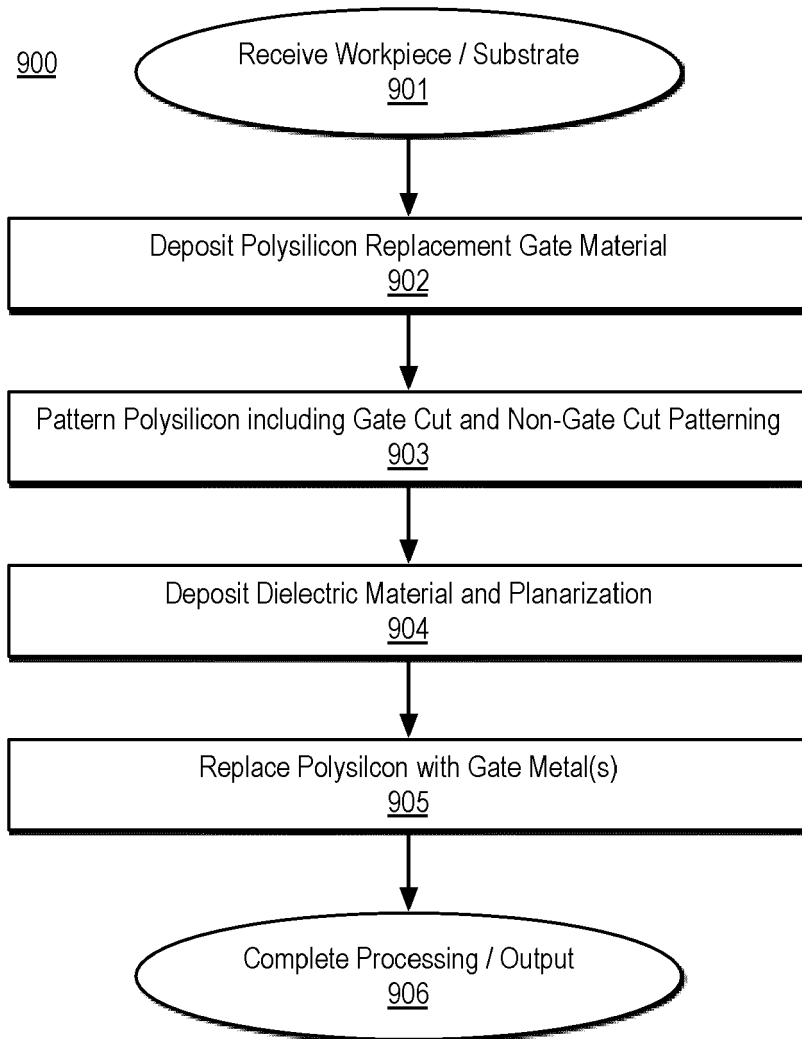 900
Receive Workpiece / Substrate
901
Deposit Polysilicon Replacement Gate Material
902
Pattern Polysilicon including Gate Cut and Non-Gate Cut Patterning
903
Deposit Dielectric Material and Planarization
904
Replace Polysilcon with Gate Metal(s)
905
Complete Processing / Output
906